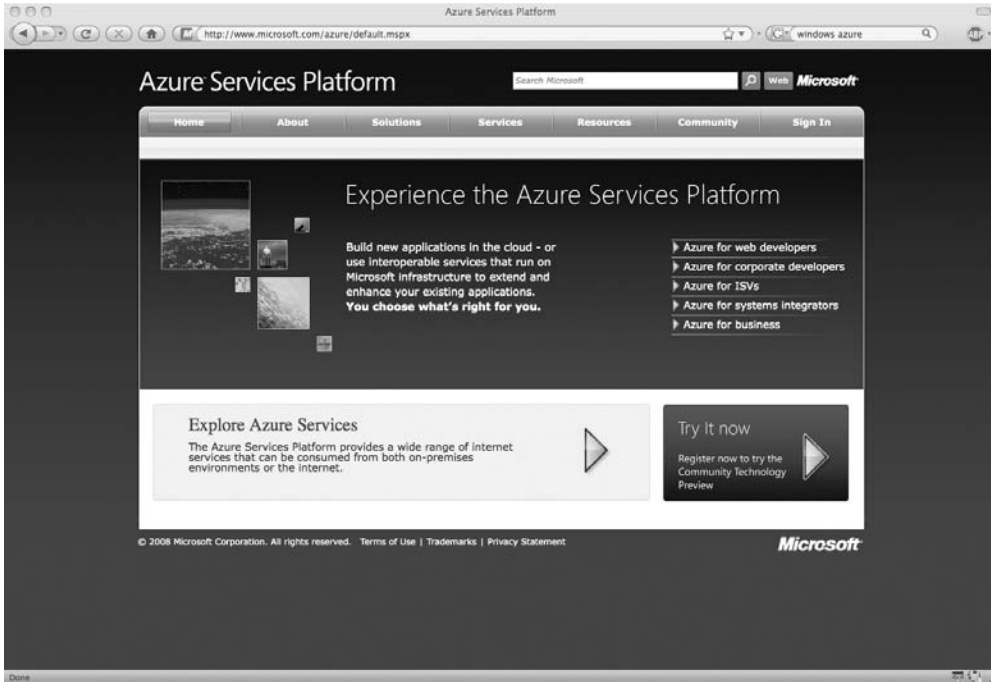 Azure Services Platform
http://www.microsoft.com/azure/default.mspx
windows azure
ABP
Azure Services Platform
Search Microsoft
Web
Microsoft
Home
About
Solutions
Services
Resources
Community
Sign In
Experience the Azure Services Platform
Build new applications in the cloud - or
use interoperable services that run on
Microsoft infrastructure to extend and
enhance your existing applications.
You choose what's right for you.
Azure for web developers
Azure for corporate developers
Azure for ISVs
Azure for systems integrators
Azure for business
Explore Azure Services
The Azure Services Platform provides a wide range of internet
services that can be consumed from both on-premises
environments or the internet.
Try It now
Register now to try the
Community Technology
Preview
© 2008 Microsoft Corporation. All rights reserved. Terms of Use | Trademarks | Privacy Statement
Microsoft
Done